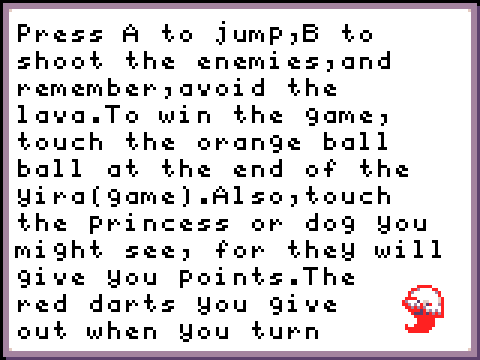 Press A to jump,B to
shoot the enemies,and
remember,avoid the
lava.To win the game,
touch the orange ball
ball at the end of the
yira(game).Also,touch
the princess or dog you
might see, for they will
give you points.The
red darts you give
out when you turn